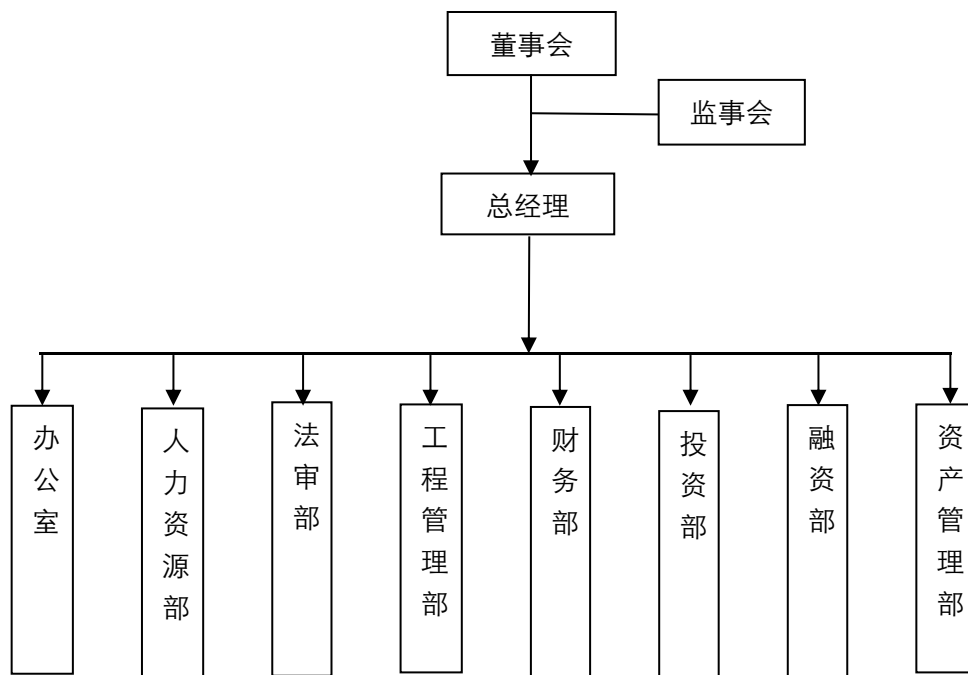 董事会
监事会
总经理
办公室
人力资源部
法审部
工程管理部
财务部
投资部
融资部
资产管理部